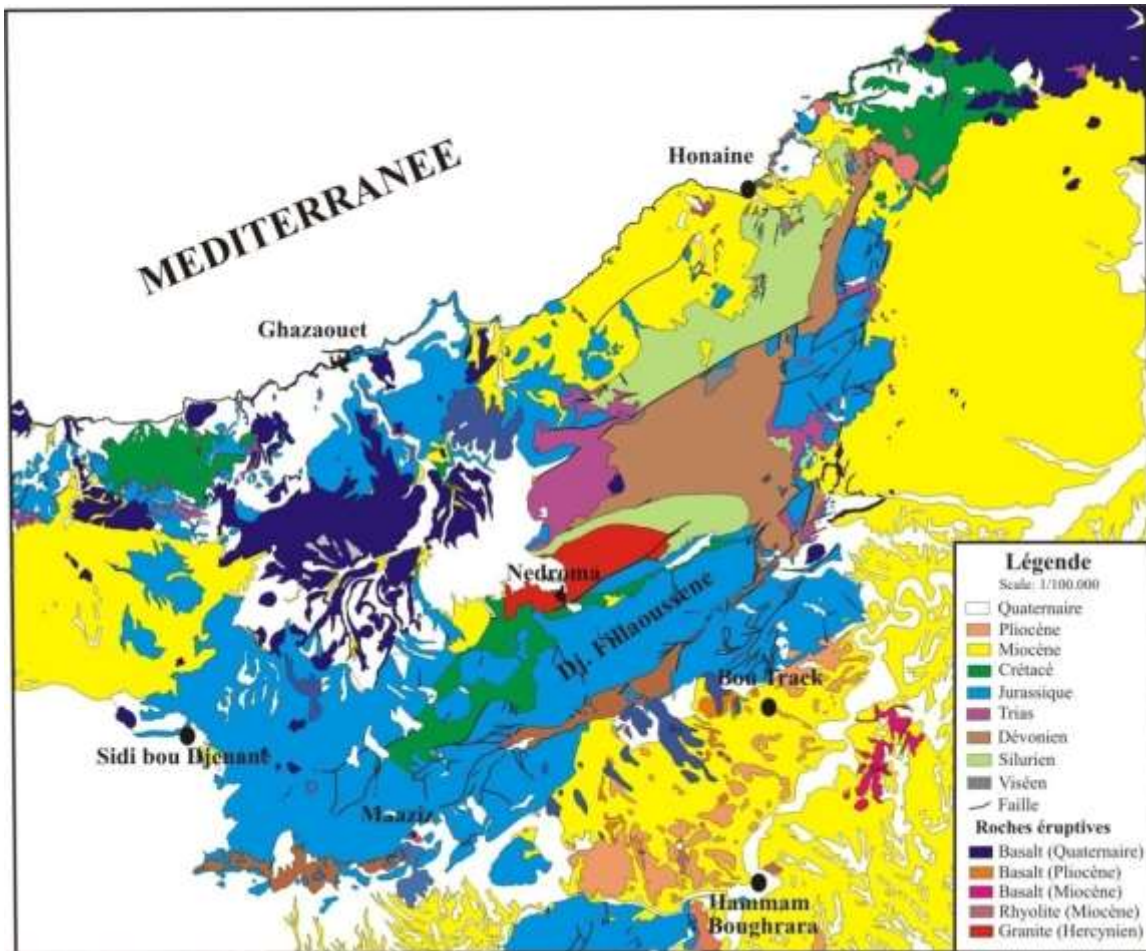 MEDITERRANEE
Honaine
Ghazaouet
Nedroma
Dj. Fillaoussene
Bou Track
Sidi bou Djenane
Maaziz
Hammam
Boughrara
Légende
Scale: 1/100.000
Quaternaire
Pliocène
Miocène
Crétacé
Jurassique
Trias
Dévonien
Silurien
Viséen
Faille
Roches éruptives
Basalt (Quaternaire)
Basalt (Pliocène)
Basalt (Miocène)
Rhyolite (Miocène)
Granite (Hercynien)